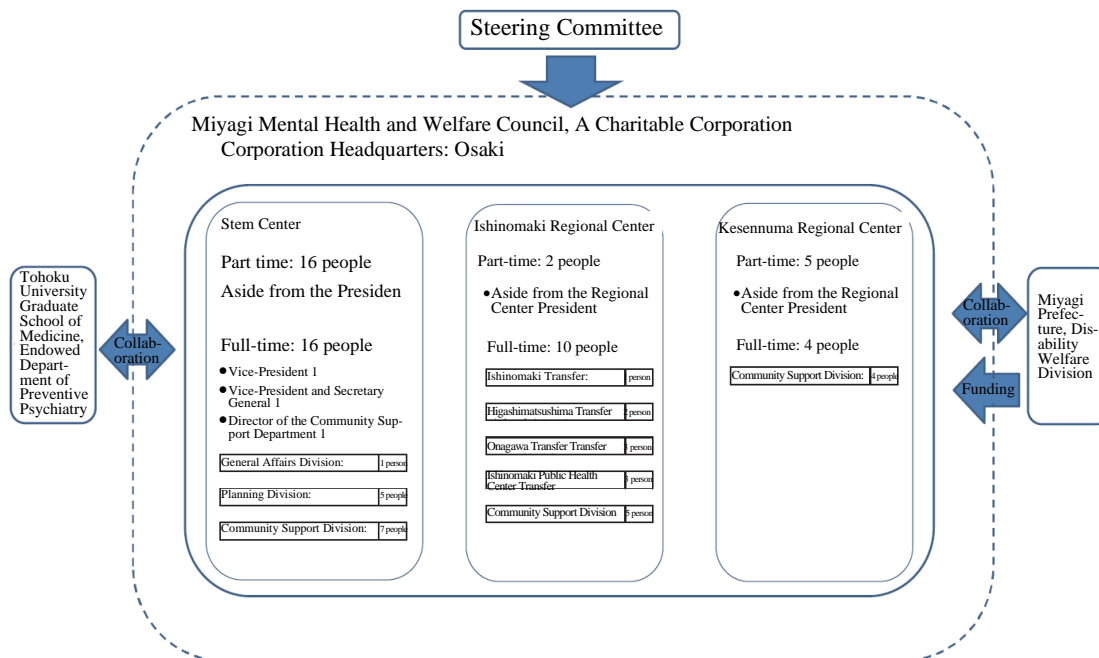 Steering Committee
Miyagi Mental Health and Welfare Council, A Charitable Corporation
Corporation Headquarters: Osaki
Tohoku
University
Graduate
School of
Medicine,
Endowed
Depart-
ment of
Preventive
Psychiatry
Collab-
oration
Stem Center
Part time: 16 people
Aside from the Presiden
Full-time: 16 people
●Vice-President 1
●Vice-President and Secretary
General 1
●Director of the Community Sup-
port Department 1
General Affairs Division: 1 person
Planning Division: 5 people
Community Support Division: 7 people
Ishinomaki Regional Center
Part-time: 2 people
●Aside from the Regional
Center President
Full-time: 10 people
Ishinomaki Transfer: person
Higashimatsushima Transfer 2 person
Onagawa Transfer Transfer person
Ishinomaki Public Health
Center Transfer person
Community Support Division 5 person
Kesennuma Regional Center
Part-time: 5 people
●Aside from the Regional
Center President
Full-time: 4 people
Community Support Division: 4 people
Collab-
oration
Funding
Miyagi
Prefec-
ture, Dis-
ability
Welfare
Division